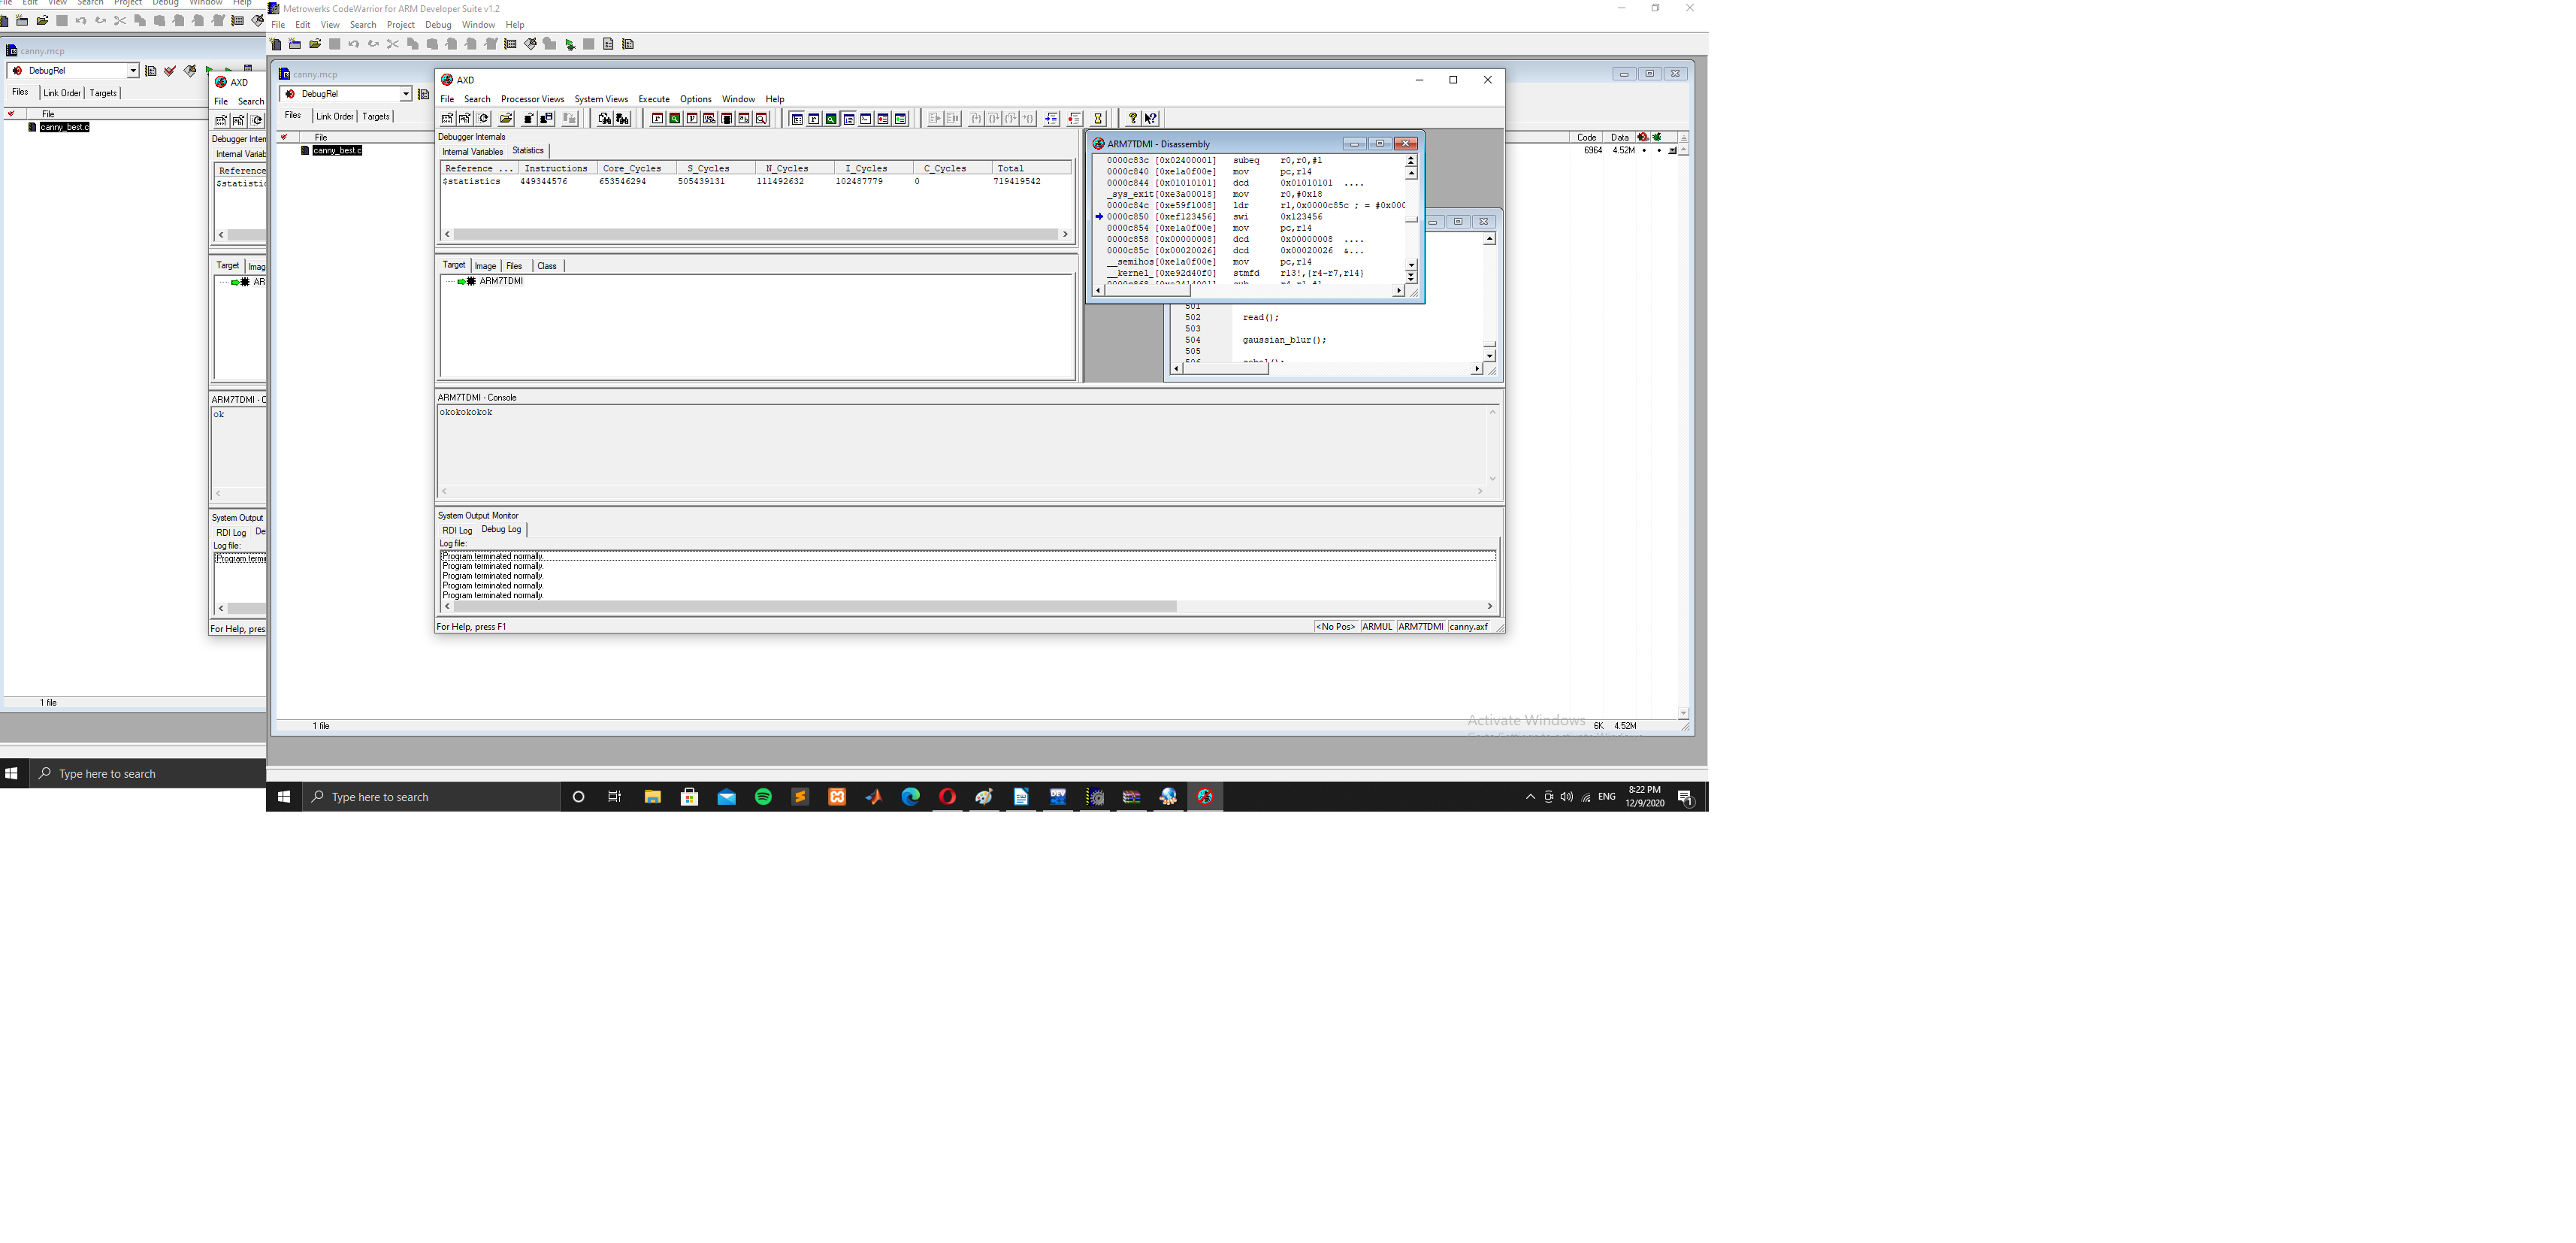 File Edit View Search Project Debug Window Help
canny.mcp
DebugRel
Files Link Order Targets
File
canny_best.c
1 file
Type here to search
AXD
File Search
Debugger Inter
Internal Variab
Reference
$statistic
Target Imag
AR
ARM7TDMI - C
ok
System Output
RDI Log De
Log file:
Program termi
For Help, pres
Metrowerks CodeWarrior for ARM Developer Suite v1.2
File Edit View Search Project Debug Window Help
canny.mcp
DebugRel
Files Link Order Targets
File
canny_best.c
Code Data
6964 4.52M
AXD
File Search Processor Views System Views Execute Options Window Help
Debugger Internals
Internal Variables Statistics
Reference ... Instructions Core_Cycles S_Cycles N_Cycles I_Cycles C_Cycles Total
$statistics 449344576 653546294 505439131 111492632 102487779 0 719419542
Target Image Files Class
ARM7TDMI
ARM7TDMI - Disassembly
0000c83c [0x02400001] subeq r0,r0,#1
0000c840 [0xe1a0f00e] mov pc,r14
0000c844 [0x01010101] dcd 0x01010101 ....
_sys_exit[0xe3a00018] mov r0,#0x18
0000c84c [0xe59f1008] ldr r1,0x0000c85c ; = #0x000
0000c850 [0xef123456] swi 0x123456
0000c854 [0xe1a0f00e] mov pc,r14
0000c858 [0x00000008] dcd 0x00000008 ....
0000c85c [0x00020026] dcd 0x00020026 &...
__semihos[0xe1a0f00e] mov pc,r14
__kernel_[0xe92d40f0] stmfd r13!,{r4-r7,r14}
501
502 read();
503
504 gaussian_blur();
505
ARM7TDMI - Console
okokokokok
System Output Monitor
RDI Log Debug Log
Log file:
Program terminated normally.
Program terminated normally.
Program terminated normally.
Program terminated normally.
Program terminated normally.
For Help, press F1
<No Pos> ARMUL ARM7TDMI canny.axf
Activate Windows
1 file
6K 4.52M
Type here to search
ENG
8:22 PM
12/9/2020
1